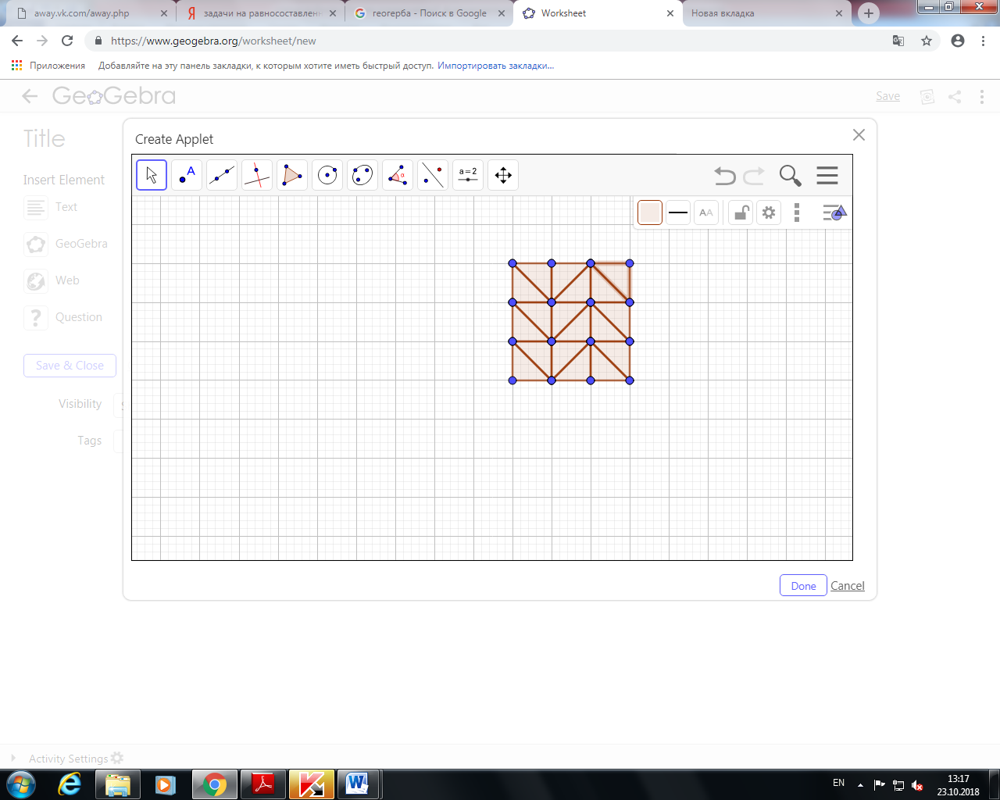 away.vk.com/away.php
задачи на равносоставлен
геогерба - Поиск в Google
Worksheet
Новая вкладка
https://www.geogebra.org/worksheet/new
Приложения
Добавляйте на эту панель закладки, к которым хотите иметь быстрый доступ. Импортировать закладки...
GeoGebra
Save
Title
Create Applet
A
α
a=2
Insert Element
Text
AA
GeoGebra
Web
? Question
Save & Close
Visibility
Tags
Done Cancel
Activity Settings
EN
13:17
23.10.2018